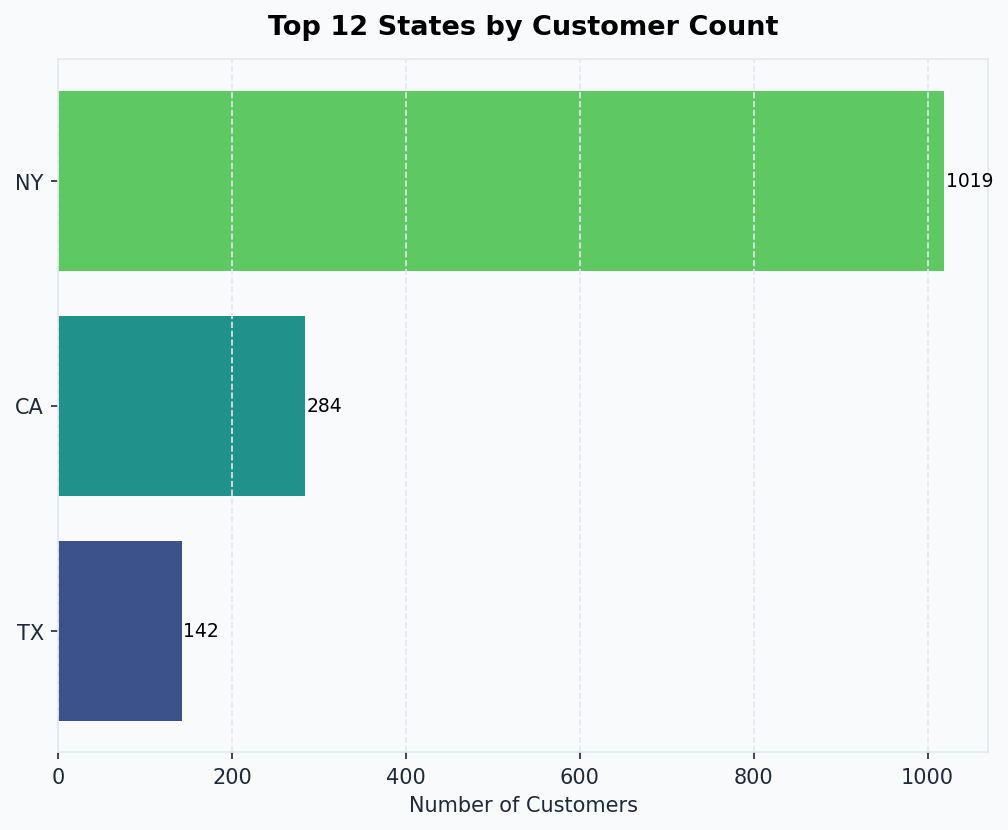 Top 12 States by Customer Count
NY
1019
CA
284
TX
142
0 200 400 600 800 1000
Number of Customers